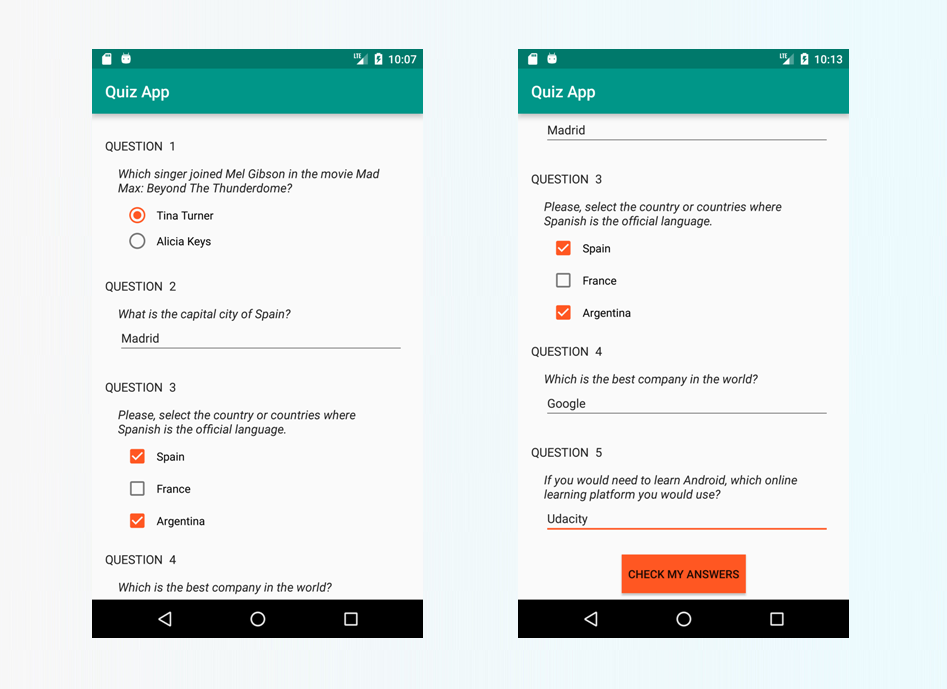 LTE 10:07
Quiz App
QUESTION 1
Which singer joined Mel Gibson in the movie Mad
Max: Beyond The Thunderdome?
Tina Turner
Alicia Keys
QUESTION 2
What is the capital city of Spain?
Madrid
QUESTION 3
Please, select the country or countries where
Spanish is the official language.
Spain
France
Argentina
QUESTION 4
Which is the best company in the world?
LTE 10:13
Quiz App
Madrid
QUESTION 3
Please, select the country or countries where
Spanish is the official language.
Spain
France
Argentina
QUESTION 4
Which is the best company in the world?
Google
QUESTION 5
If you would need to learn Android, which online
learning platform you would use?
Udacity
CHECK MY ANSWERS